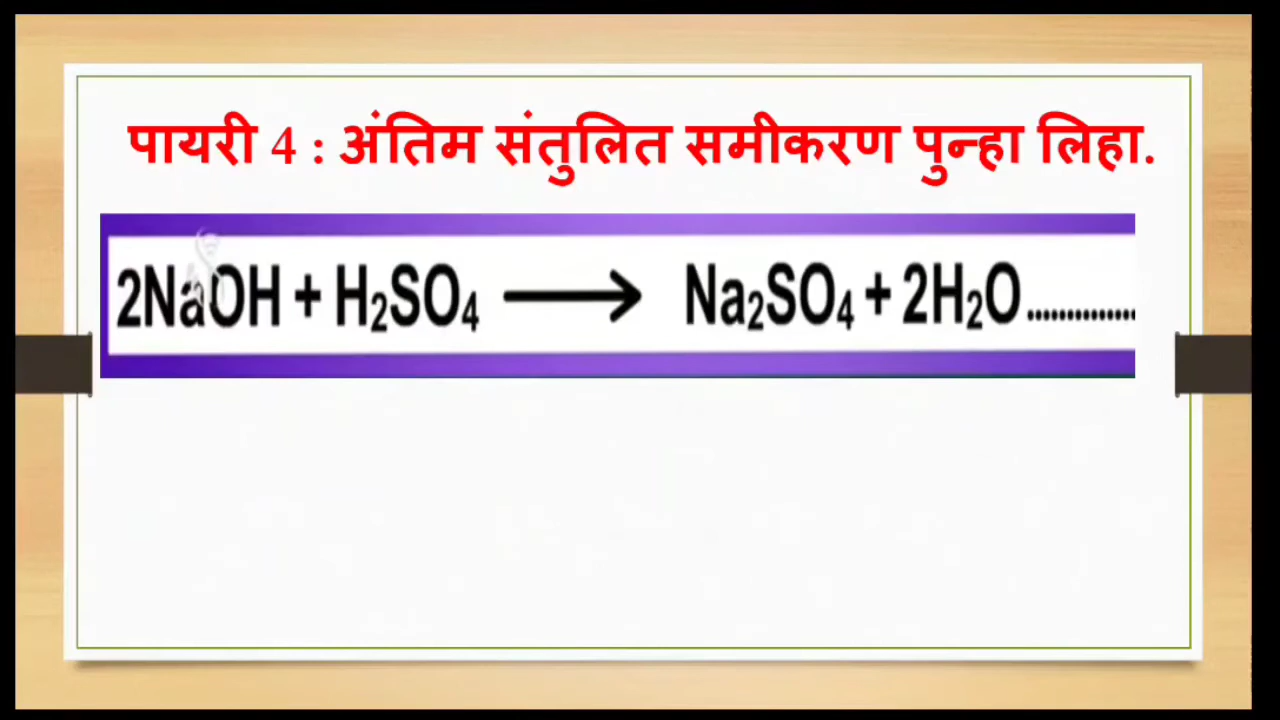 पायरी 4 : अंतिम संतुलित समीकरण पुन्हा लिहा.
2NaOH + H₂SO₄ ⟶ Na₂SO₄ + 2H₂O..............